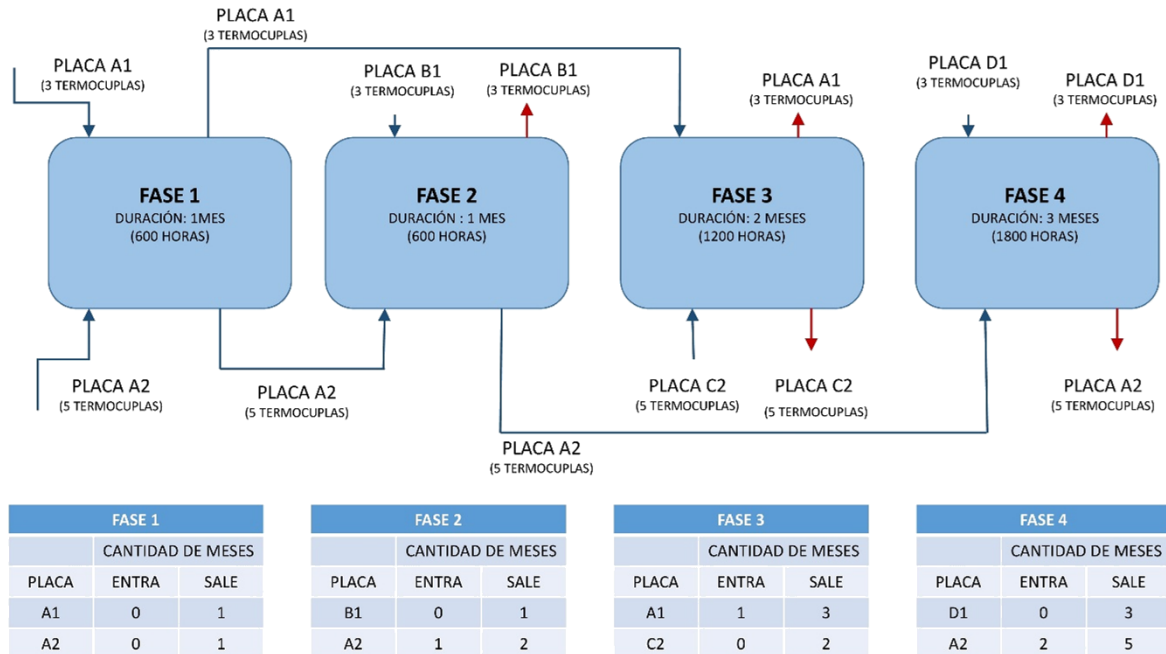 PLACA A1
(3 TERMOCUPLAS)
PLACA A1
(3 TERMOCUPLAS)
PLACA B1
(3 TERMOCUPLAS)
PLACA B1
(3 TERMOCUPLAS)
PLACA A1
(3 TERMOCUPLAS)
PLACA D1
(3 TERMOCUPLAS)
PLACA D1
(3 TERMOCUPLAS)
FASE 1
DURACIÓN: 1MES
(600 HORAS)
FASE 2
DURACIÓN : 1 MES
(600 HORAS)
FASE 3
DURACIÓN: 2 MESES
(1200 HORAS)
FASE 4
DURACIÓN: 3 MESES
(1800 HORAS)
PLACA A2
(5 TERMOCUPLAS)
PLACA A2
(5 TERMOCUPLAS)
PLACA A2
(5 TERMOCUPLAS)
PLACA C2
(5 TERMOCUPLAS)
PLACA C2
(5 TERMOCUPLAS)
PLACA A2
(5 TERMOCUPLAS)
FASE 1
CANTIDAD DE MESES
PLACA ENTRA SALE
A1 0 1
A2 0 1
FASE 2
CANTIDAD DE MESES
PLACA ENTRA SALE
B1 0 1
A2 1 2
FASE 3
CANTIDAD DE MESES
PLACA ENTRA SALE
A1 1 3
C2 0 2
FASE 4
CANTIDAD DE MESES
PLACA ENTRA SALE
D1 0 3
A2 2 5